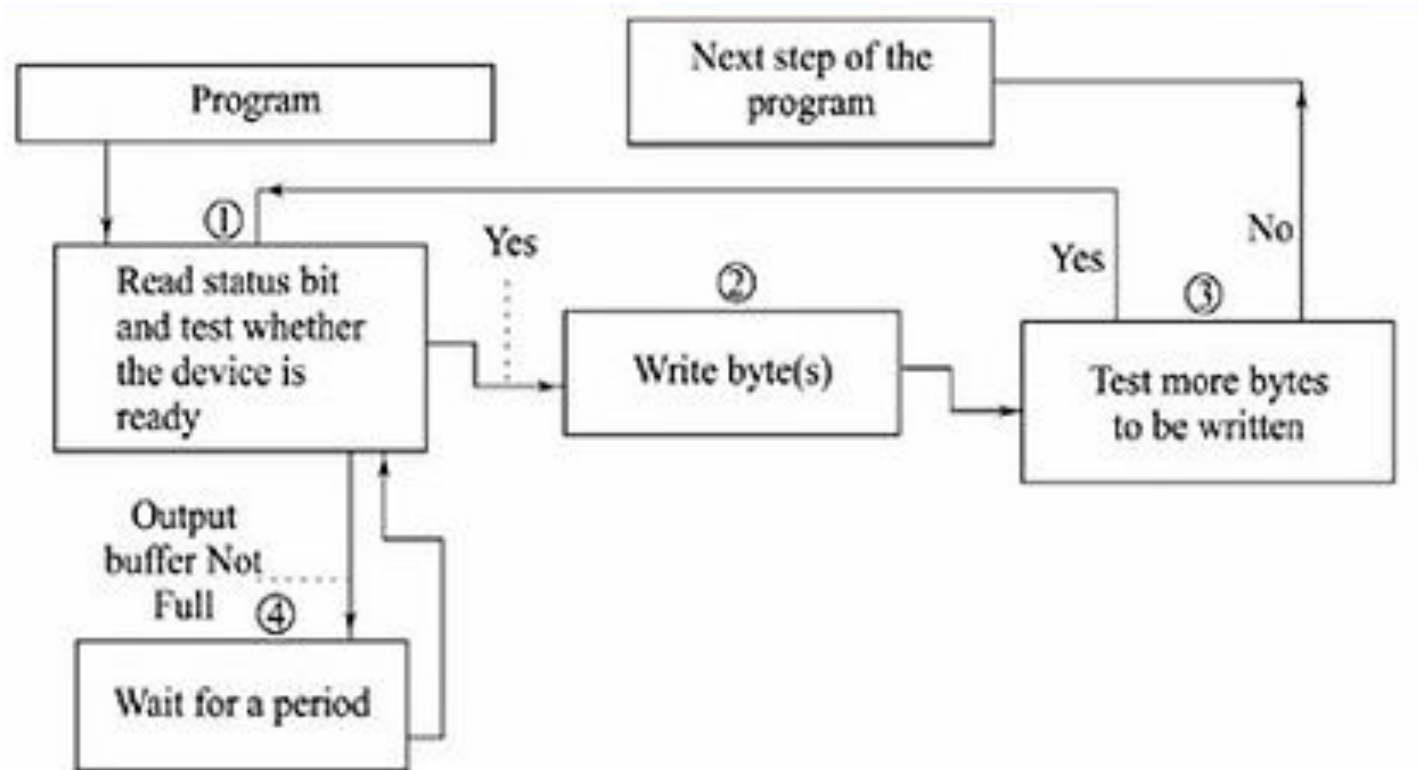 Program
Next step of the
program
①
Read status bit
and test whether
the device is
ready
Yes
②
Write byte(s)
Yes
No
③
Test more bytes
to be written
Output
buffer Not
Full
④
Wait for a period